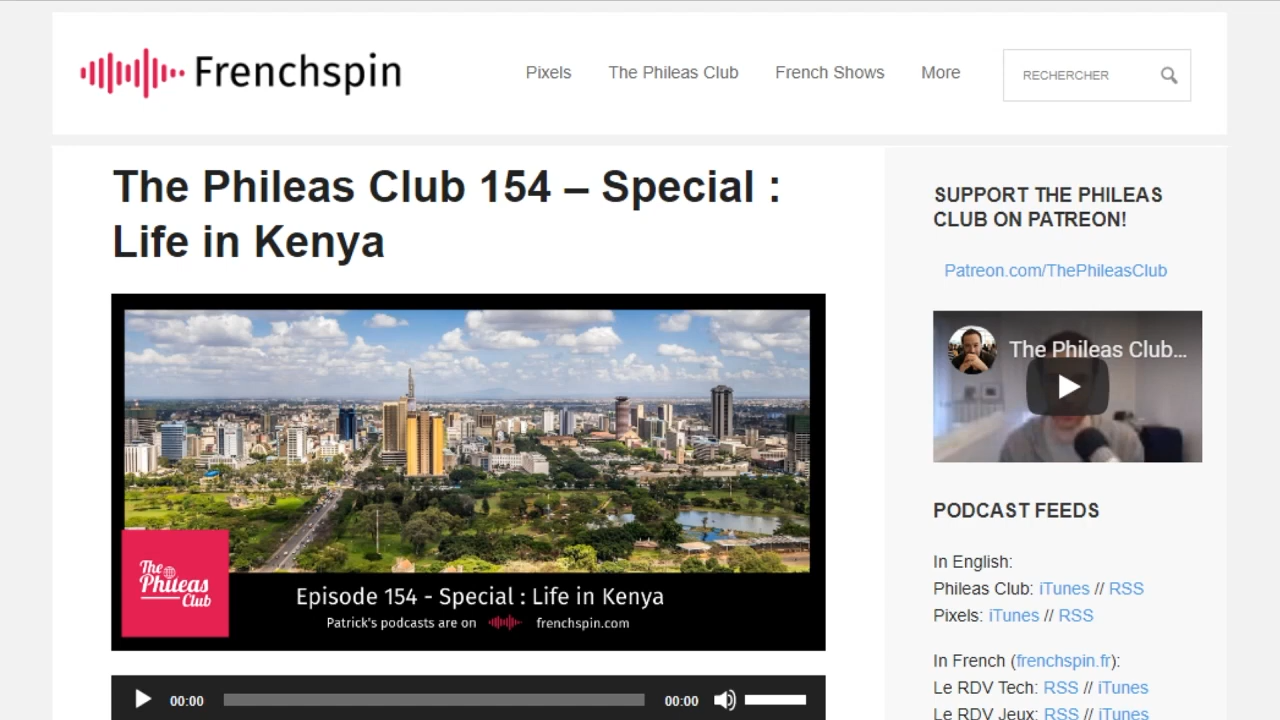 Frenchspin
Pixels
The Phileas Club
French Shows
More
RECHERCHER
The Phileas Club 154 – Special :
Life in Kenya
The
Phileas
Club
Episode 154 - Special : Life in Kenya
Patrick's podcasts are on frenchspin.com
00:00
00:00
SUPPORT THE PHILEAS
CLUB ON PATREON!
Patreon.com/ThePhileasClub
The Phileas Club...
PODCAST FEEDS
In English:
Phileas Club: iTunes // RSS
Pixels: iTunes // RSS
In French (frenchspin.fr):
Le RDV Tech: RSS // iTunes
Le RDV Jeux: RSS // iTunes